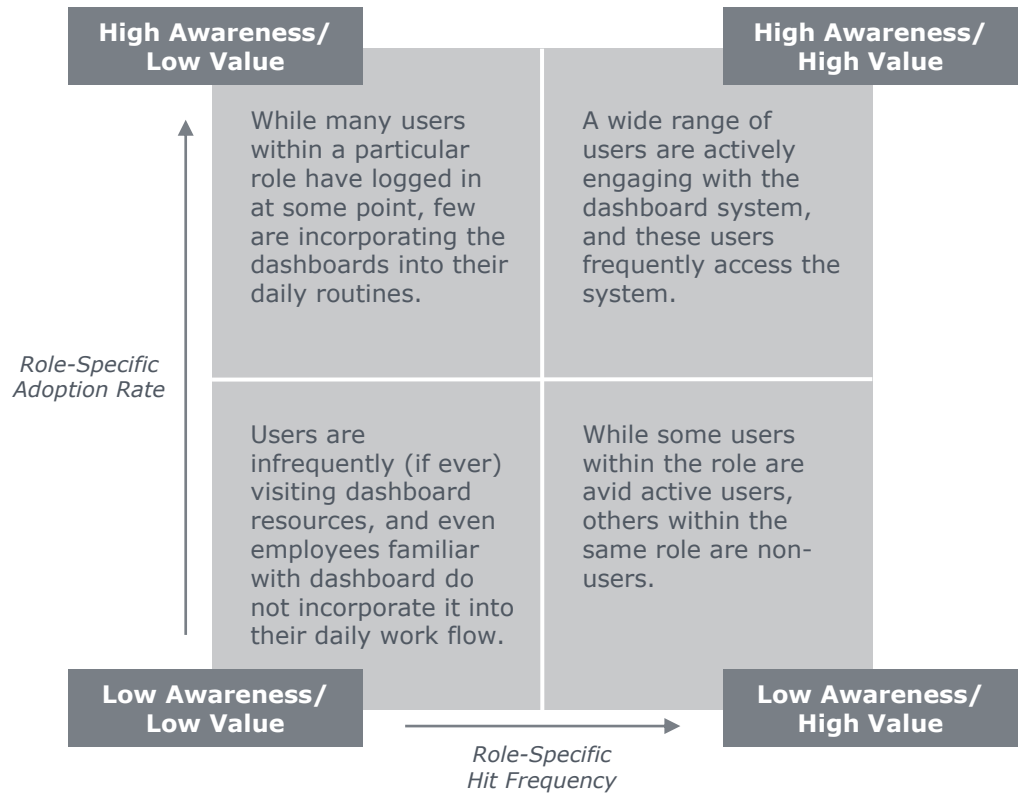 High Awareness/
Low Value
High Awareness/
High Value
While many users
within a particular
role have logged in
at some point, few
are incorporating the
dashboards into their
daily routines.
A wide range of
users are actively
engaging with the
dashboard system,
and these users
frequently access the
system.
Role-Specific
Adoption Rate
Users are
infrequently (if ever)
visiting dashboard
resources, and even
employees familiar
with dashboard do
not incorporate it into
their daily work flow.
While some users
within the role are
avid active users,
others within the
same role are non-
users.
Low Awareness/
Low Value
Low Awareness/
High Value
Role-Specific
Hit Frequency